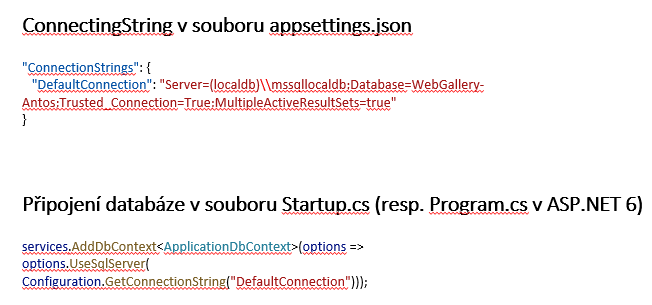 ConnectingString v souboru appsettings.json
"ConnectionStrings": {
"DefaultConnection": "Server=(localdb)\\mssqllocaldb;Database=WebGallery-
Antos;Trusted_Connection=True;MultipleActiveResultSets=true"
}
Připojení databáze v souboru Startup.cs (resp. Program.cs v ASP.NET 6)
services.AddDbContext<ApplicationDbContext>(options =>
options.UseSqlServer(
Configuration.GetConnectionString("DefaultConnection")));